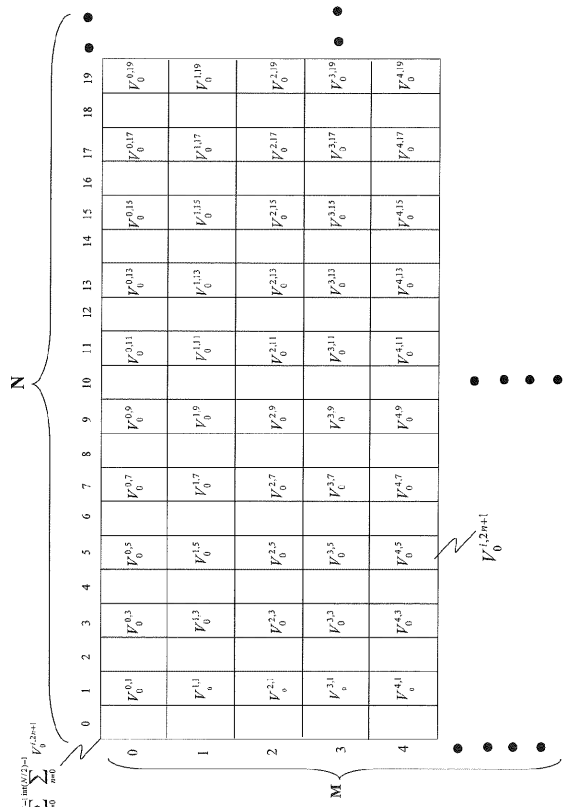 N
0 1 2 3 4 5 6 7 8 9 10 11 12 13 14 15 16 17 18 19
0 V_0^{0,1} V_0^{0,3} V_0^{0,5} V_0^{0,7} V_0^{0,9} V_0^{0,11} V_0^{0,13} V_0^{0,15} V_0^{0,17} V_0^{0,19}
1 V_0^{1,1} V_0^{1,3} V_0^{1,5} V_0^{1,7} V_0^{1,9} V_0^{1,11} V_0^{1,13} V_0^{1,15} V_0^{1,17} V_0^{1,19}
2 V_0^{2,1} V_0^{2,3} V_0^{2,5} V_0^{2,7} V_0^{2,9} V_0^{2,11} V_0^{2,13} V_0^{2,15} V_0^{2,17} V_0^{2,19}
3 V_0^{3,1} V_0^{3,3} V_0^{3,5} V_0^{3,7} V_0^{3,9} V_0^{3,11} V_0^{3,13} V_0^{3,15} V_0^{3,17} V_0^{3,19}
4 V_0^{4,1} V_0^{4,3} V_0^{4,5} V_0^{4,7} V_0^{4,9} V_0^{4,11} V_0^{4,13} V_0^{4,15} V_0^{4,17} V_0^{4,19}
M
∑_{n=0}^{int(N/2)-1} V_0^{i,2n+1}
V_0^{i,2n+1}